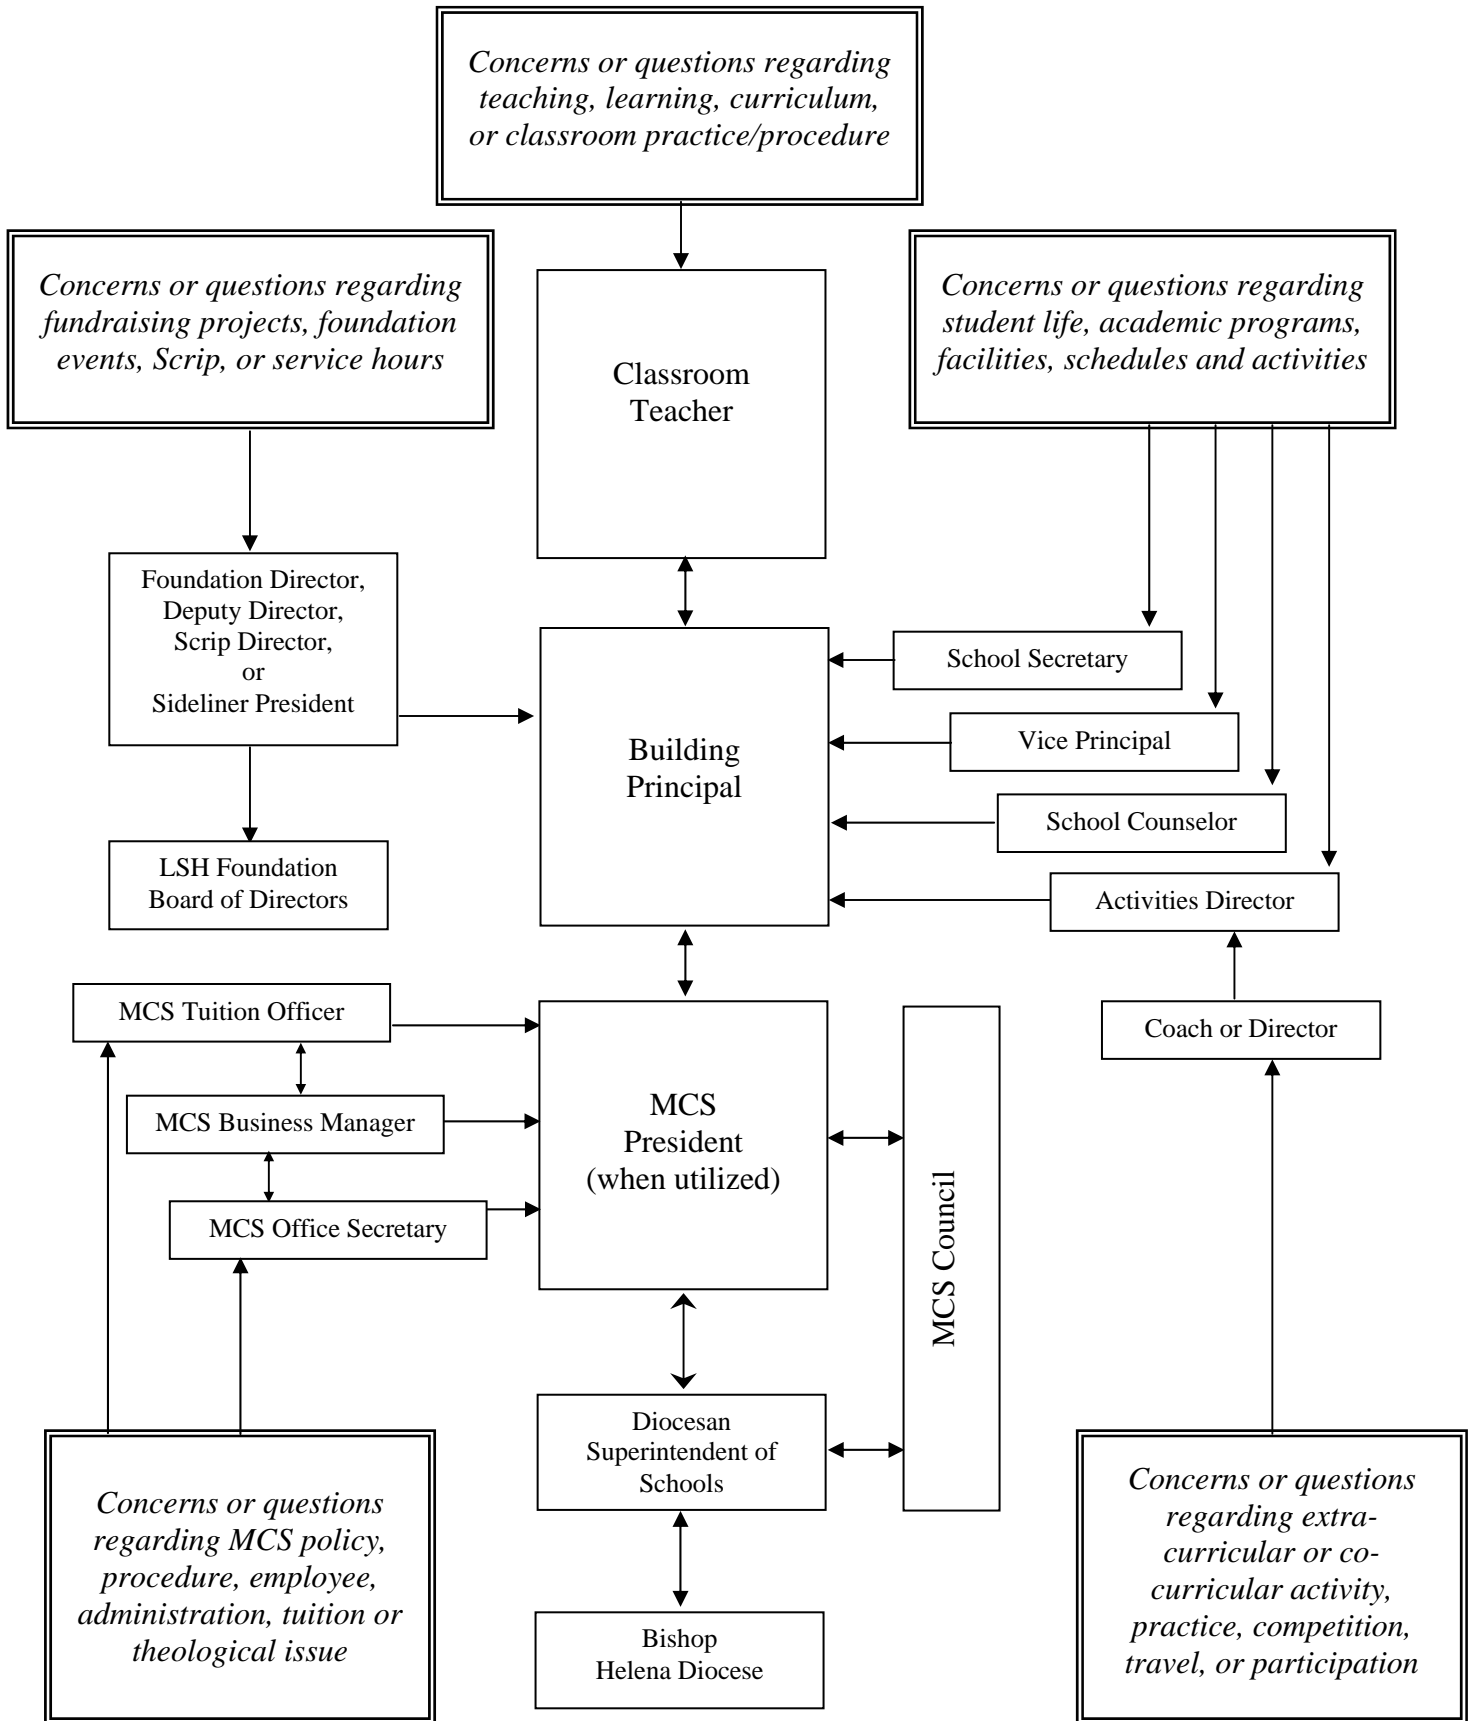 Concerns or questions regarding
teaching, learning, curriculum,
or classroom practice/procedure
Concerns or questions regarding
fundraising projects, foundation
events, Scrip, or service hours
Concerns or questions regarding
student life, academic programs,
facilities, schedules and activities
Classroom
Teacher
Foundation Director,
Deputy Director,
Scrip Director,
or
Sideliner President
School Secretary
Vice Principal
Building
Principal
School Counselor
LSH Foundation
Board of Directors
Activities Director
MCS Tuition Officer
Coach or Director
MCS Business Manager
MCS
President
(when utilized)
MCS Office Secretary
MCS Council
Diocesan
Superintendent of
Schools
Concerns or questions
regarding MCS policy,
procedure, employee,
administration, tuition or
theological issue
Concerns or questions
regarding extra-
curricular or co-
curricular activity,
practice, competition,
travel, or participation
Bishop
Helena Diocese